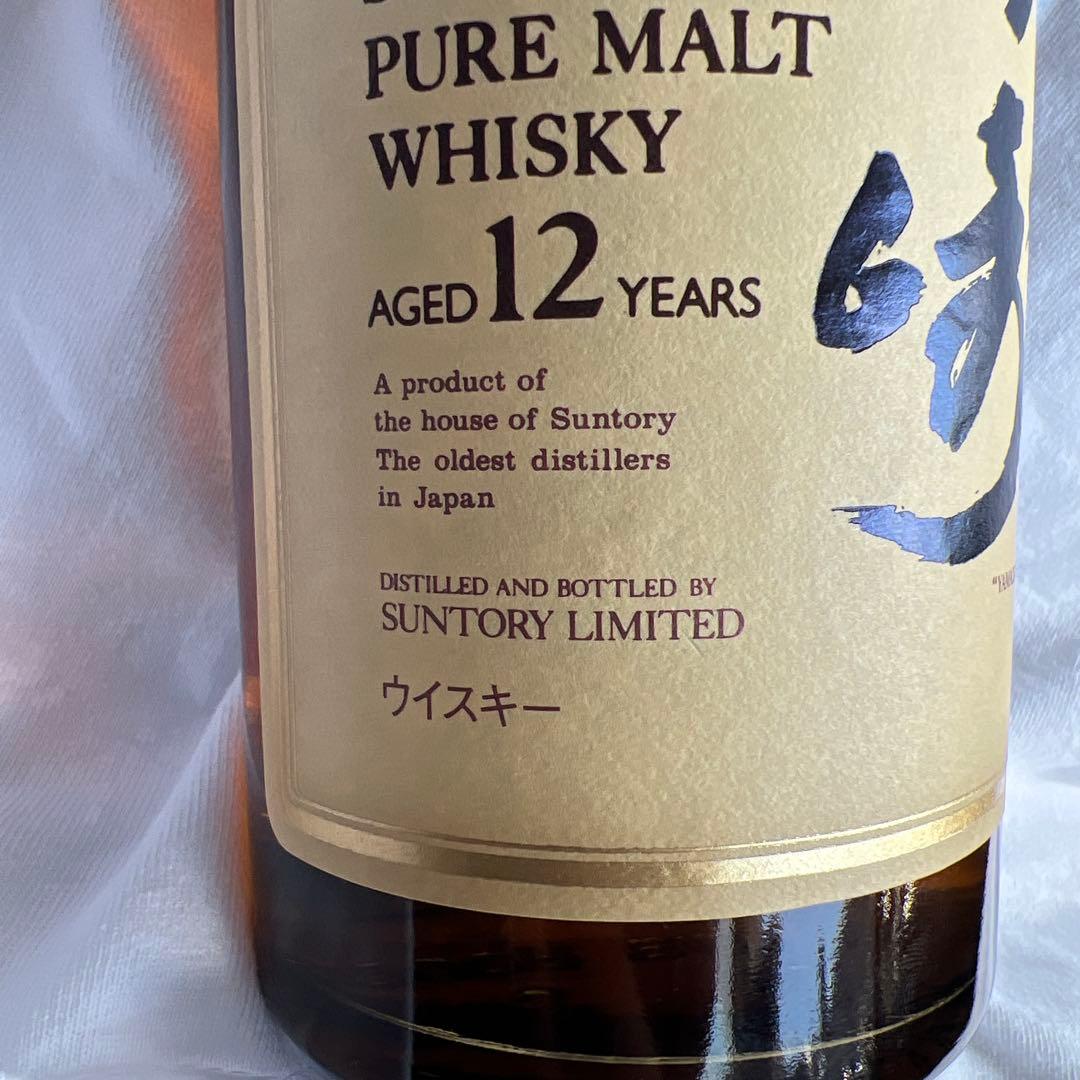 PURE MALT
WHISKY
AGED 12 YEARS
A product of
the house of Suntory
The oldest distillers
in Japan
DISTILLED AND BOTTLED BY
SUNTORY LIMITED
ウイスキー
崎